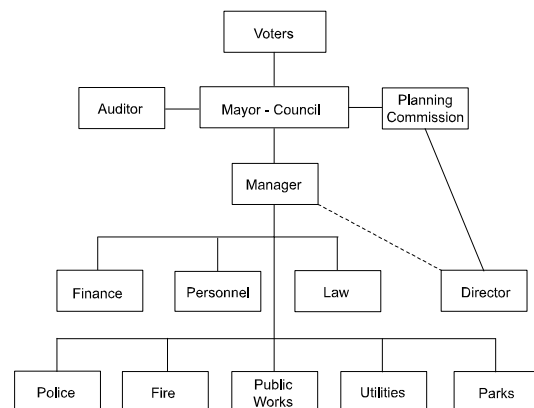 Voters
Auditor
Mayor - Council
Planning
Commission
Manager
Finance
Personnel
Law
Director
Police
Fire
Public
Works
Utilities
Parks